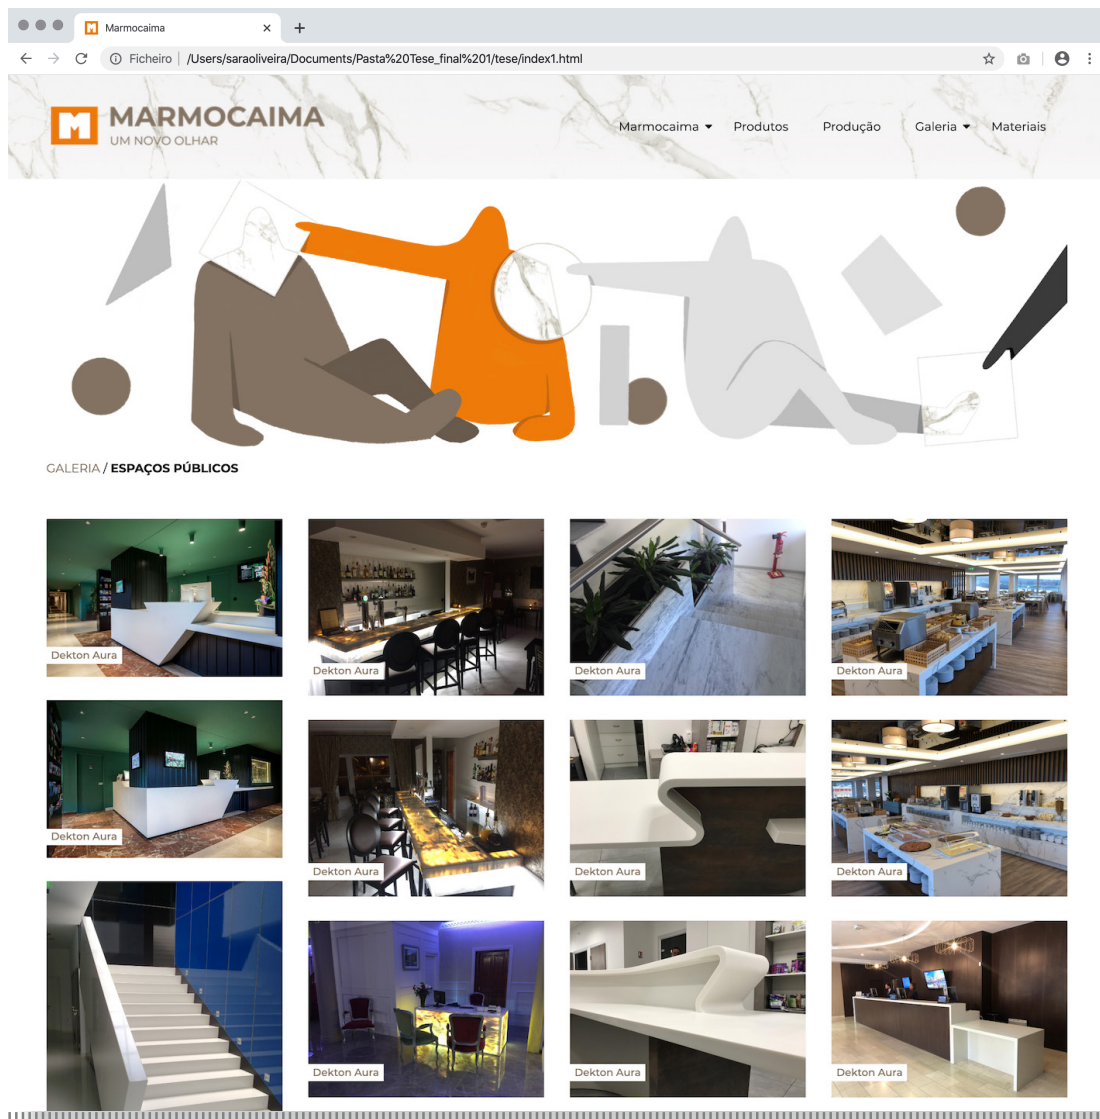 Marmocaima
Ficheiro
/Users/saraoliveira/Documents/Pasta%20Tese_final%201/tese/index1.html
MARMOCAIMA
UM NOVO OLHAR
Marmocaima
Produtos
Produção
Galeria
Materiais
GALERIA / ESPAÇOS PÚBLICOS
Dekton Aura
Dekton Aura
Dekton Aura
Dekton Aura
Dekton Aura
Dekton Aura
Dekton Aura
Dekton Aura
Dekton Aura
Dekton Aura
Dekton Aura